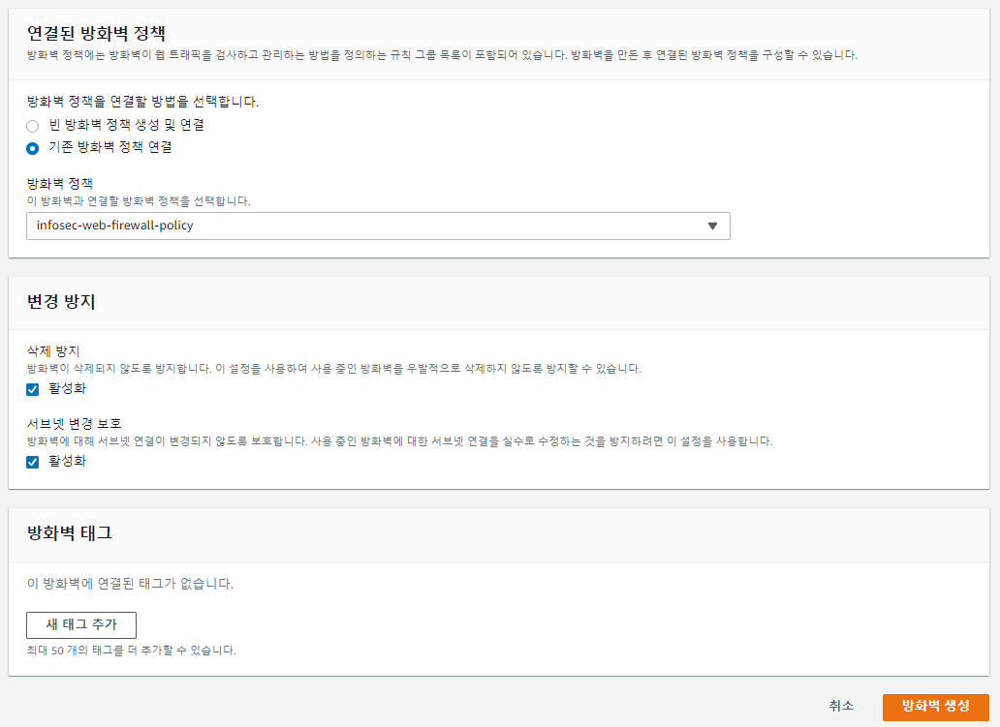 연결된 방화벽 정책
방화벽 정책에는 방화벽이 웹 트래픽을 검사하고 관리하는 방법을 정의하는 규칙 그룹 목록이 포함되어 있습니다. 방화벽을 만든 후 연결된 방화벽 정책을 구성할 수 있습니다.
방화벽 정책을 연결할 방법을 선택합니다.
빈 방화벽 정책 생성 및 연결
기존 방화벽 정책 연결
방화벽 정책
이 방화벽과 연결할 방화벽 정책을 선택합니다.
infosec-web-firewall-policy
변경 방지
삭제 방지
방화벽이 삭제되지 않도록 방지합니다. 이 설정을 사용하여 사용 중인 방화벽을 우발적으로 삭제하지 않도록 방지할 수 있습니다.
활성화
서브넷 변경 보호
방화벽에 대해 서브넷 연결이 변경되지 않도록 보호합니다. 사용 중인 방화벽에 대한 서브넷 연결을 실수로 수정하는 것을 방지하려면 이 설정을 사용합니다.
활성화
방화벽 태그
이 방화벽에 연결된 태그가 없습니다.
새 태그 추가
최대 50 개의 태그를 더 추가할 수 있습니다.
취소 방화벽 생성